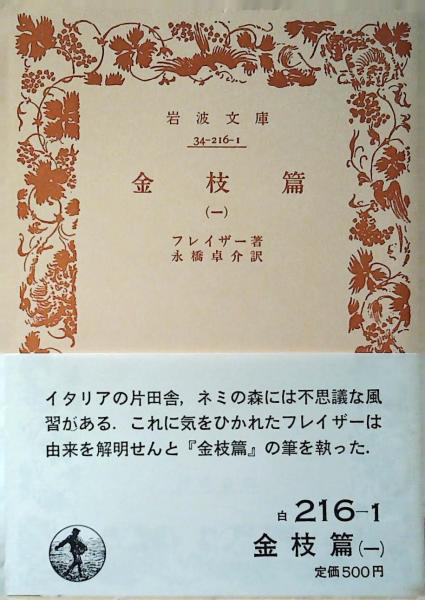 岩波文庫
34-216-1
金枝篇
(一)
フレイザー著
永橋卓介訳
イタリアの片田舎，ネミの森には不思議な風
習がある．これに気をひかれたフレイザーは
由来を解明せんと『金枝篇』の筆を執った．
白 216-1
金枝篇(一)
定価500円